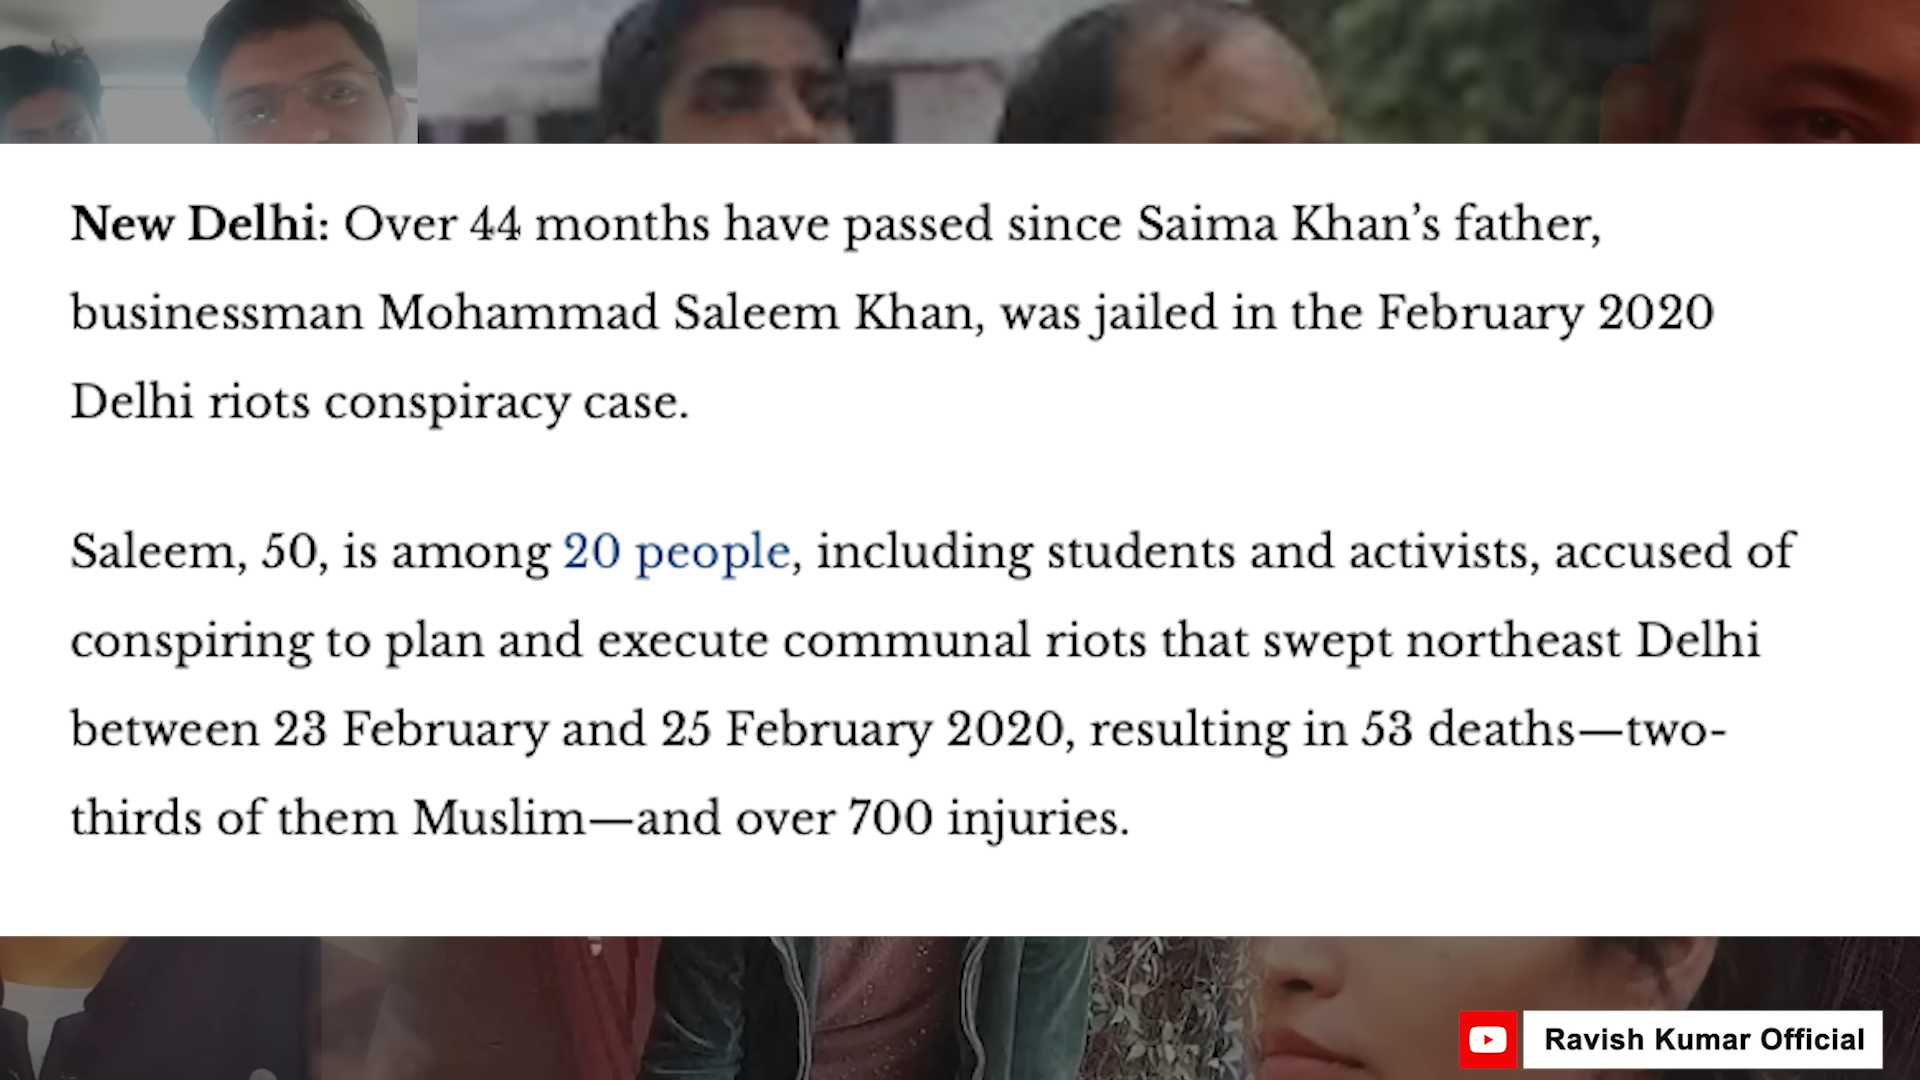 New Delhi: Over 44 months have passed since Saima Khan’s father,
businessman Mohammad Saleem Khan, was jailed in the February 2020
Delhi riots conspiracy case.
Saleem, 50, is among 20 people, including students and activists, accused of
conspiring to plan and execute communal riots that swept northeast Delhi
between 23 February and 25 February 2020, resulting in 53 deaths—two-
thirds of them Muslim—and over 700 injuries.
Ravish Kumar Official